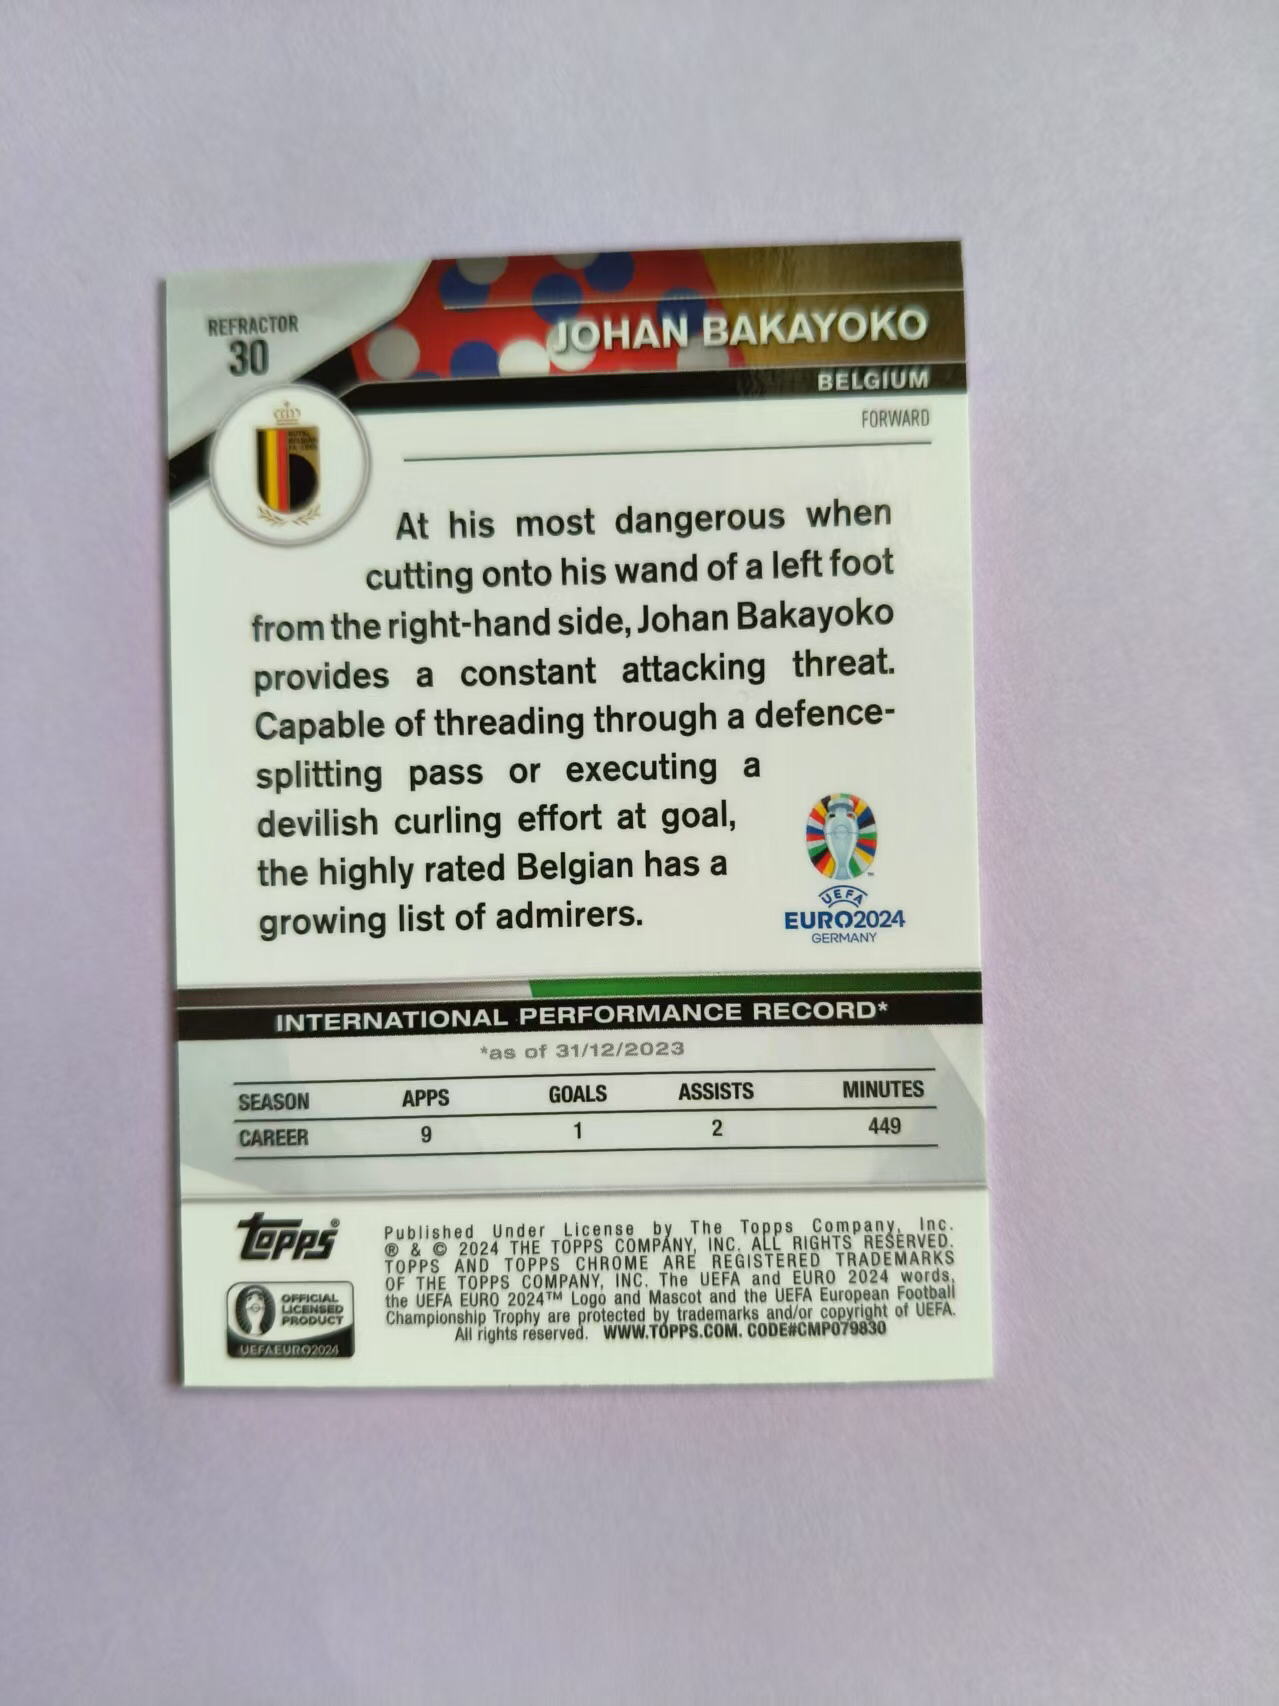 REFRACTOR
30
JOHAN BAKAYOKO
BELGIUM
FORWARD
At his most dangerous when
cutting onto his wand of a left foot
from the right-hand side, Johan Bakayoko
provides a constant attacking threat.
Capable of threading through a defence-
splitting pass or executing a
devilish curling effort at goal,
the highly rated Belgian has a
growing list of admirers.
UEFA
EURO2024
GERMANY
INTERNATIONAL PERFORMANCE RECORD*
*as of 31/12/2023
SEASON APPS GOALS ASSISTS MINUTES
CAREER 9 1 2 449
topps®
OFFICIAL
LICENSED
PRODUCT
UEFAEURO2024
Published Under License by The Topps Company, Inc.
® & © 2024 THE TOPPS COMPANY, INC. ALL RIGHTS RESERVED.
TOPPS AND TOPPS CHROME ARE REGISTERED TRADEMARKS
OF THE TOPPS COMPANY, INC. The UEFA and EURO 2024 words,
the UEFA EURO 2024™ Logo and Mascot and the UEFA European Football
Championship Trophy are protected by trademarks and/or copyright of UEFA.
All rights reserved. WWW.TOPPS.COM. CODE#CMP079830